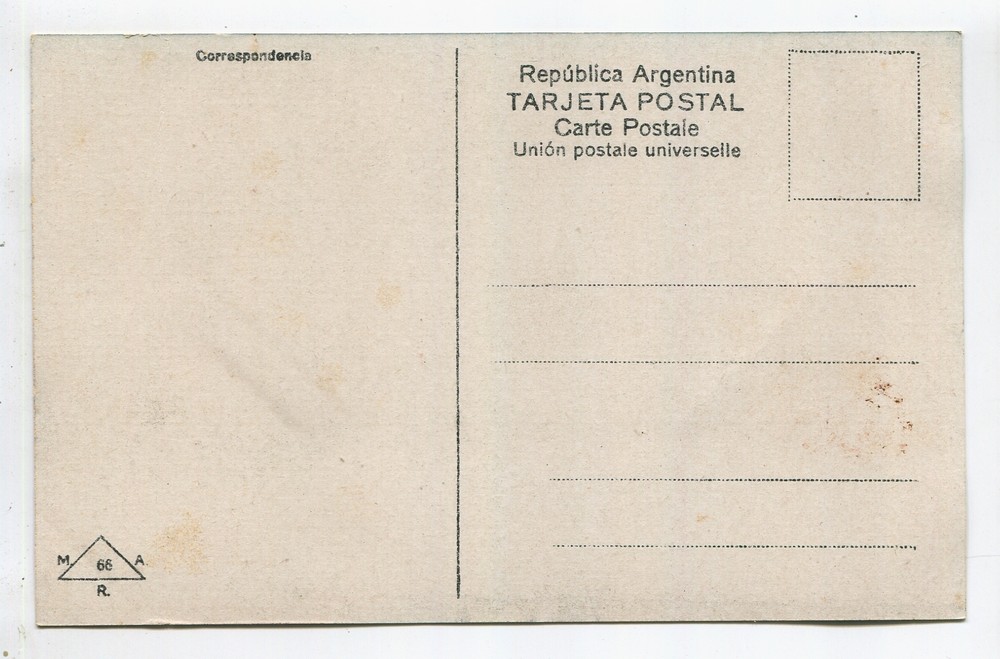 Correspondencia
República Argentina
TARJETA POSTAL
Carte Postale
Unión postale universelle
M. 66 A
R.